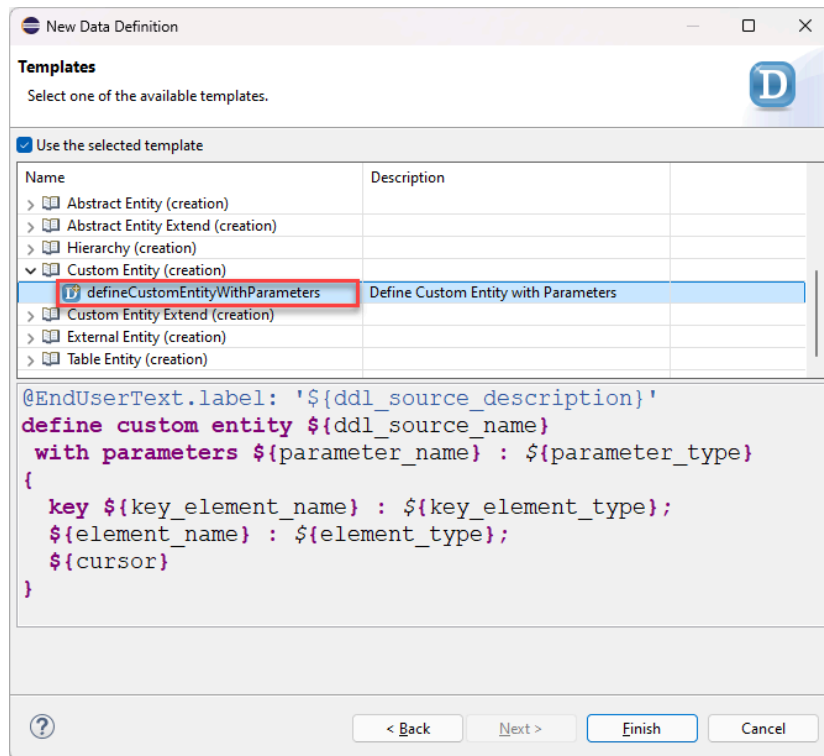 New Data Definition
Templates
Select one of the available templates.
D
Use the selected template
Name Description
Abstract Entity (creation)
Abstract Entity Extend (creation)
Hierarchy (creation)
Custom Entity (creation)
D defineCustomEntityWithParameters Define Custom Entity with Parameters
Custom Entity Extend (creation)
External Entity (creation)
Table Entity (creation)
@EndUserText.label: '${ddl_source_description}'
define custom entity ${ddl_source_name}
with parameters ${parameter_name} : ${parameter_type}
{
key ${key_element_name} : ${key_element_type};
${element_name} : ${element_type};
${cursor}
}
? < Back Next > Finish Cancel